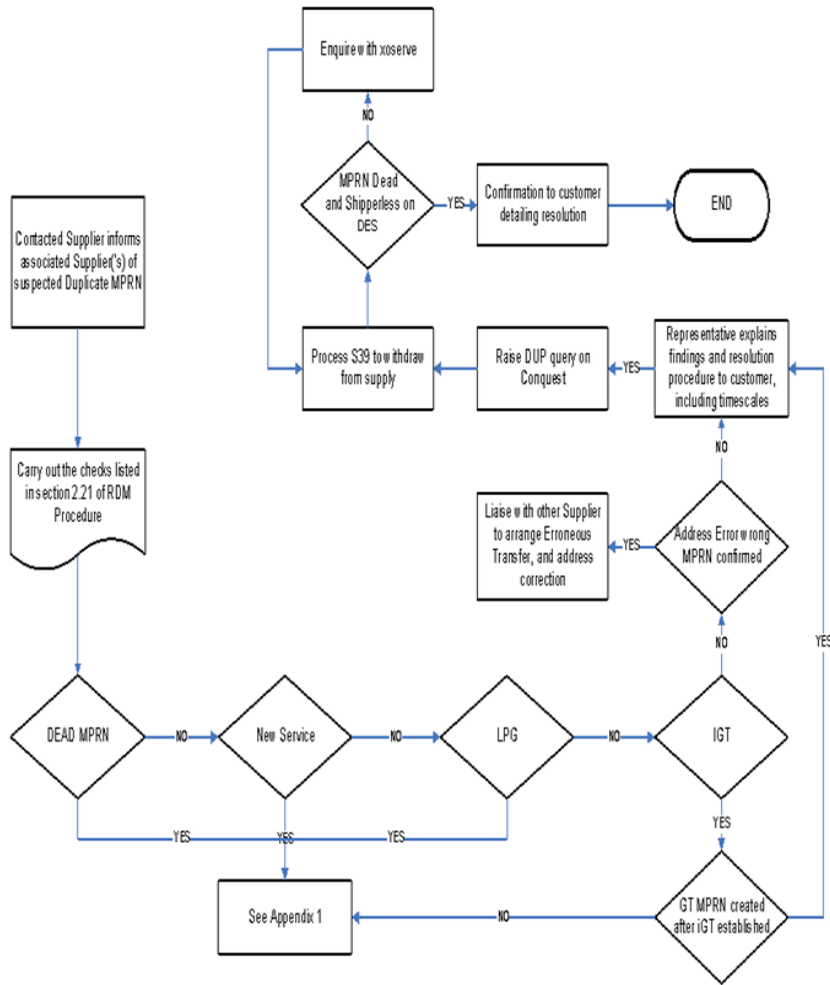 Enquire with xoserve
NO
MPRN Dead
and Shipperless on
DES
YES
Confirmation to customer
detailing resolution
END
Contacted Supplier informs
associated Supplier('s) of
suspected Duplicate MPRN
Process S39 to withdraw
from supply
Raise DUP query on
Conquest
YES
Representative explains
findings and resolution
procedure to customer,
including timescales
NO
Carry out the checks listed
in section 2.21 of RDM
Procedure
Liaise with other Supplier
to arrange Erroneous
Transfer, and address
correction
YES
Address Error wrong
MPRN confirmed
NO
YES
DEAD MPRN
NO
New Service
NO
LPG
NO
IGT
YES
YES
YES
YES
See Appendix 1
NO
GT MPRN created
after iGT established